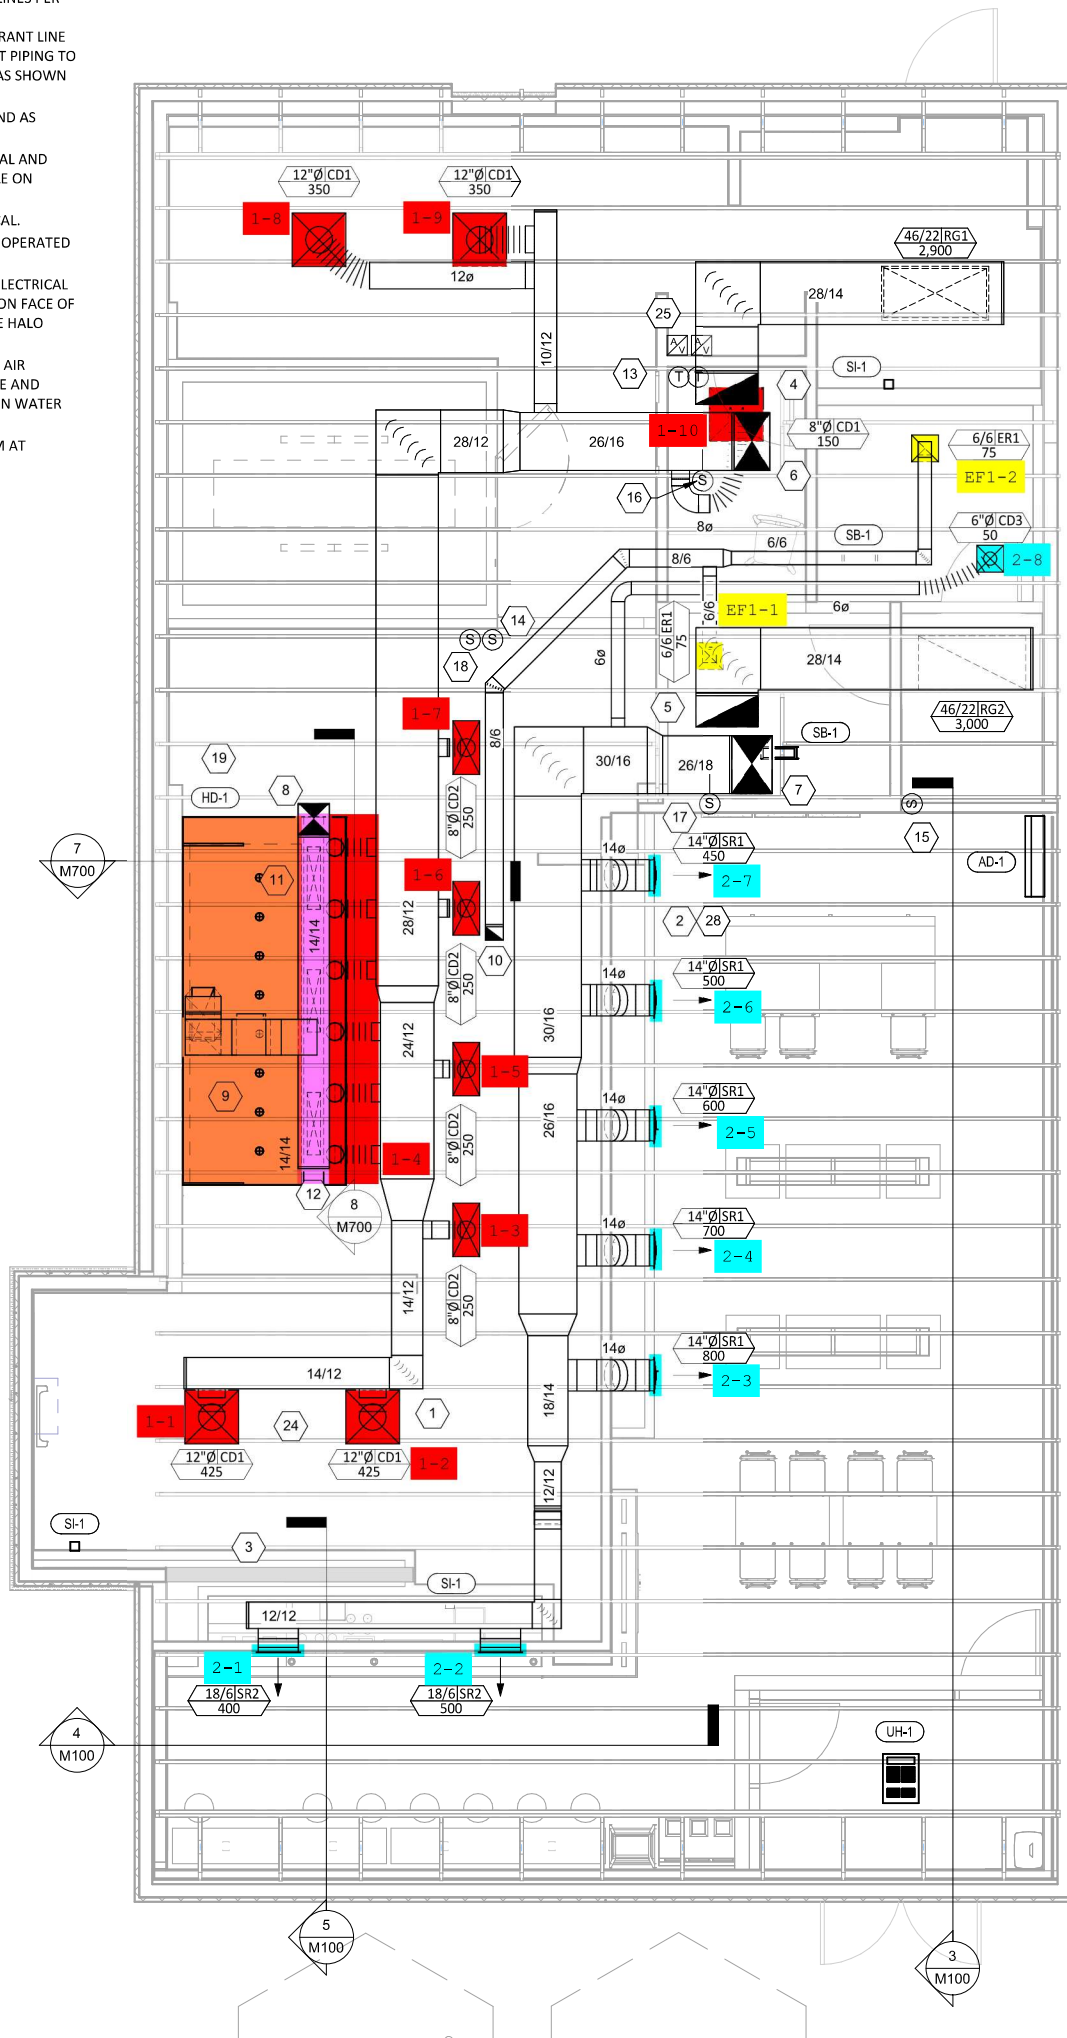 LINES PER
RANT LINE
T PIPING TO
AS SHOWN
ND AS
AL AND
E ON
CAL.
OPERATED
LECTRICAL
ON FACE OF
E HALO
AIR
E AND
N WATER
M AT
12"Ø CD1
350
12"Ø CD1
350
1-8
1-9
46/22 RG1
2,900
12ø
28/14
25
10/12
A/V
A/V
13
T
T
4
SI-1
28/12
26/16
1-10
8"Ø CD1
150
6/6 ER1
75
EF1-2
6
16
S
8ø
6"Ø CD3
50
SB-1
6/6
8/6
2-8
6/6
EF1-1
6ø
14
S
S
18
6ø
6/6 ER1
75
28/14
5
46/22 RG2
3,000
1-7
8/6
30/16
26/18
SB-1
19
HD-1
8
8"Ø CD2
250
S
7
S
17
15
7
M700
14ø
14"Ø SR1
450
2-7
AD-1
11
1-6
14/14
28/12
2
28
10
8"Ø CD2
250
14ø
14"Ø SR1
500
2-6
24/12
30/16
1-5
9
14ø
14"Ø SR1
600
2-5
26/16
8"Ø CD2
250
14/14
1-4
12
8
M700
1-3
14ø
14"Ø SR1
700
2-4
14/12
8"Ø CD2
250
14ø
14"Ø SR1
800
2-3
14/12
18/14
1-1
24
1
12"Ø CD1
425
12"Ø CD1
425
1-2
12/12
SI-1
3
SI-1
12/12
2-1
2-2
18/6 SR2
400
18/6 SR2
500
4
M100
UH-1
5
M100
3
M100